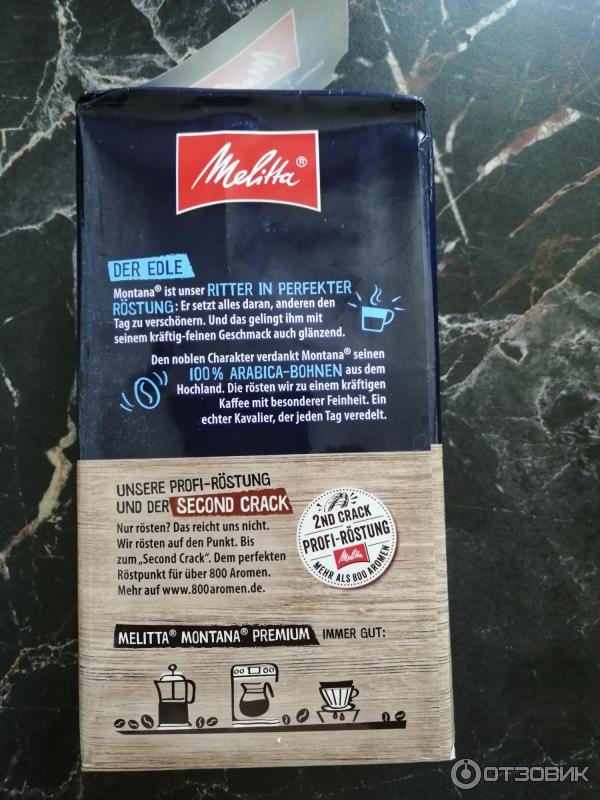 Melitta®
DER EDLE
Montana® ist unser RITTER IN PERFEKTER
RÖSTUNG: Er setzt alles daran, anderen den
Tag zu verschönern. Und das gelingt ihm mit
seinem kräftig-feinen Geschmack auch glänzend.
Den noblen Charakter verdankt Montana® seinen
100% ARABICA-BOHNEN aus dem
Hochland. Die rösten wir zu einem kräftigen
Kaffee mit besonderer Feinheit. Ein
echter Kavalier, der jeden Tag veredelt.
UNSERE PROFI-RÖSTUNG
UND DER SECOND CRACK
Nur rösten? Das reicht uns nicht.
Wir rösten auf den Punkt. Bis
zum „Second Crack“. Dem perfekten
Röstpunkt für über 800 Aromen.
Mehr auf www.800aromen.de.
2ND CRACK
PROFI-RÖSTUNG
Melitta
MEHR ALS 800 AROMEN
MELITTA® MONTANA® PREMIUM IMMER GUT:
ОТЗОВИК